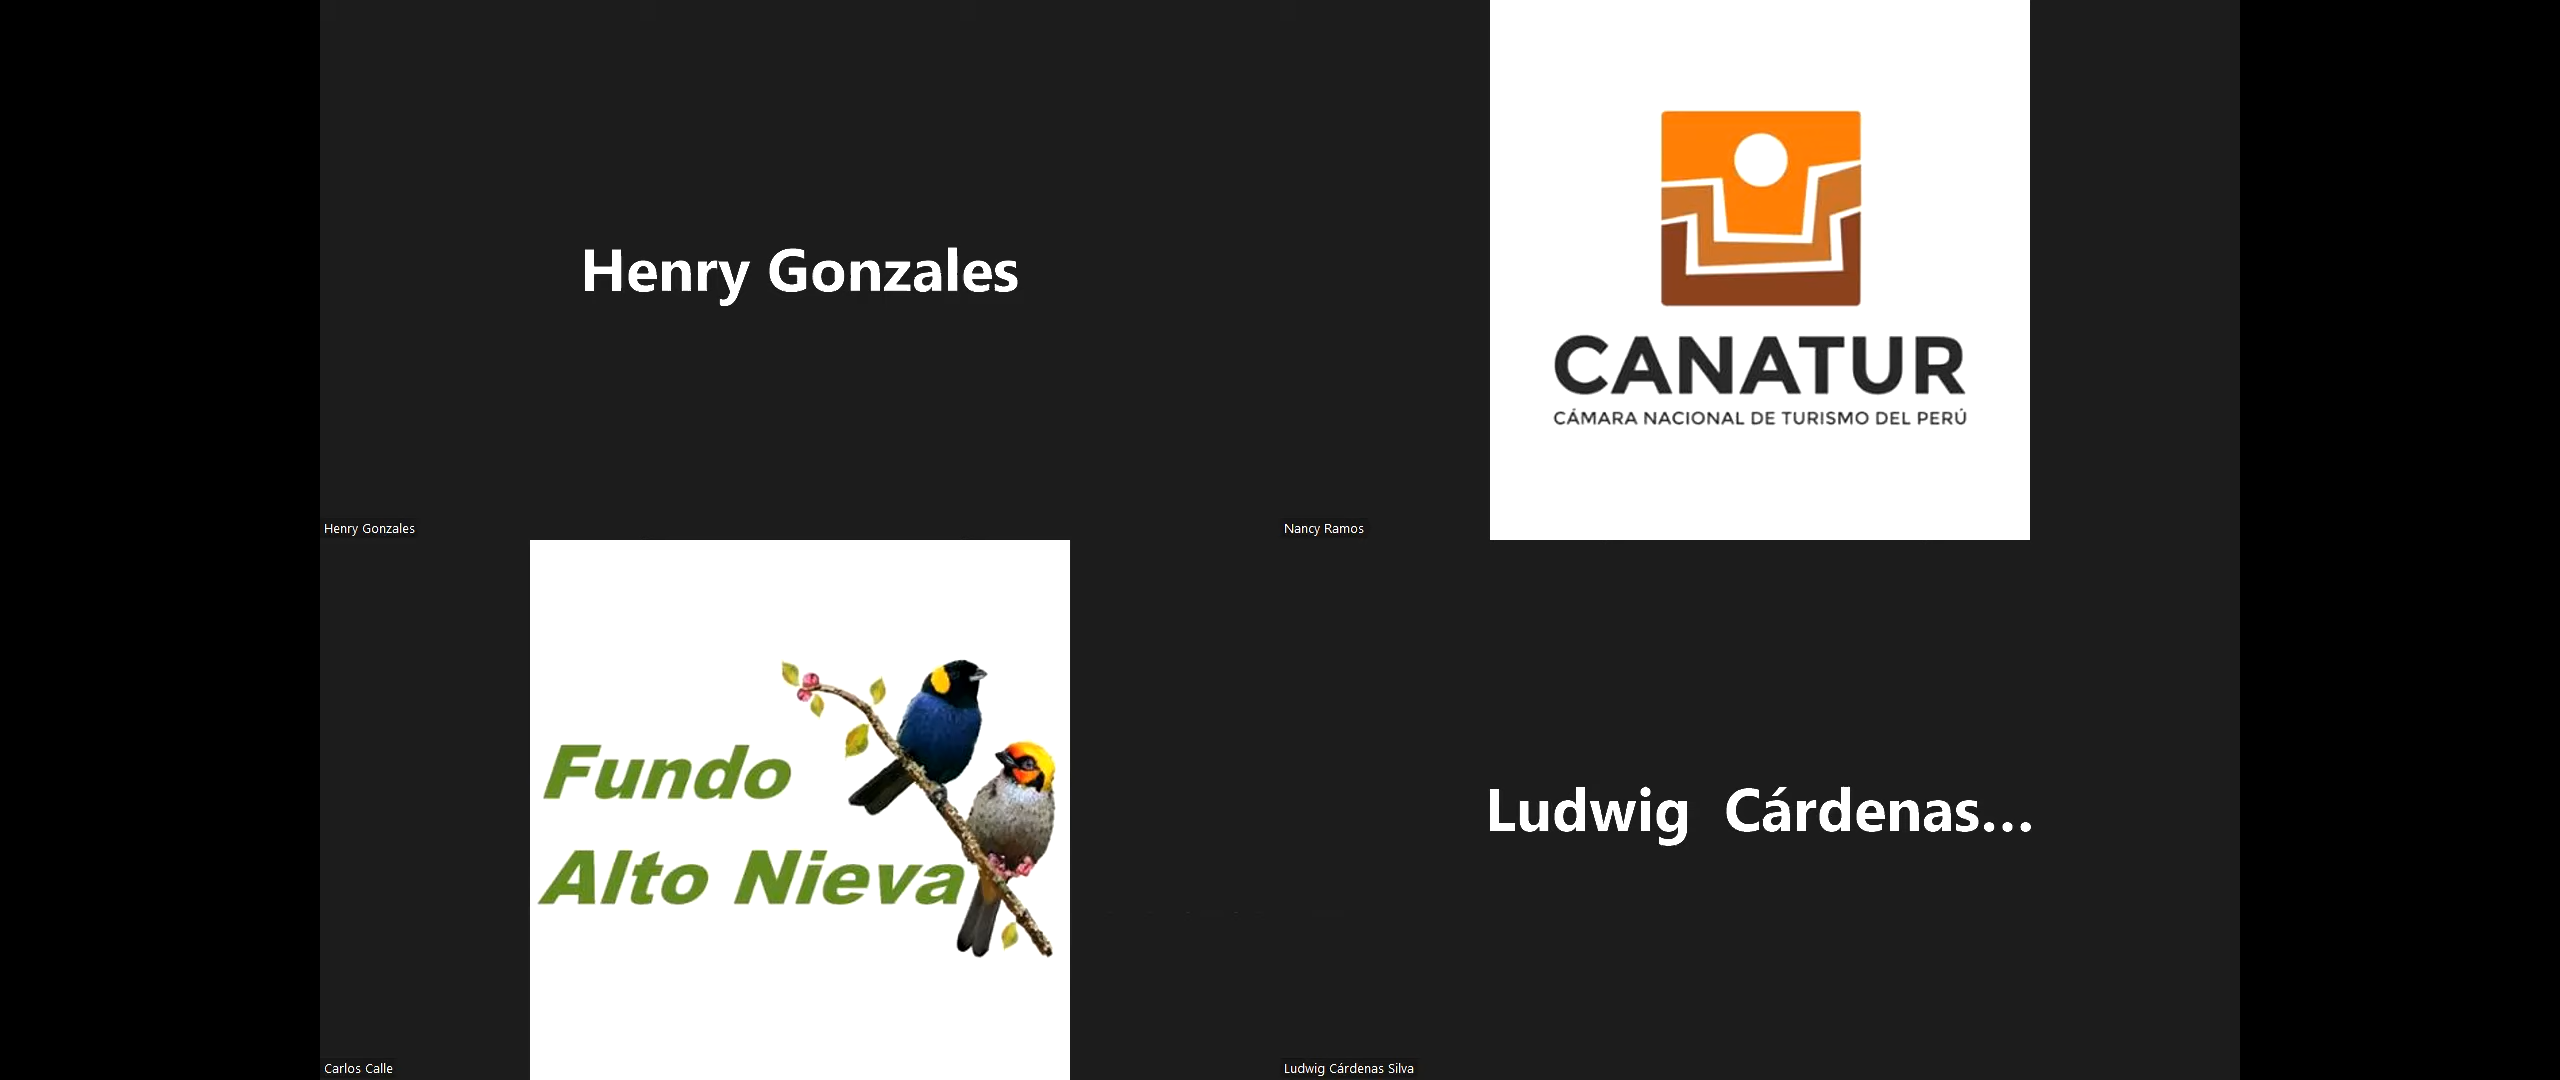 Henry Gonzales
Henry Gonzales
CANATUR
CÁMARA NACIONAL DE TURISMO DEL PERÚ
Nancy Ramos
Fundo
Alto Nieva
Carlos Calle
Ludwig  Cárdenas...
Ludwig Cárdenas Silva